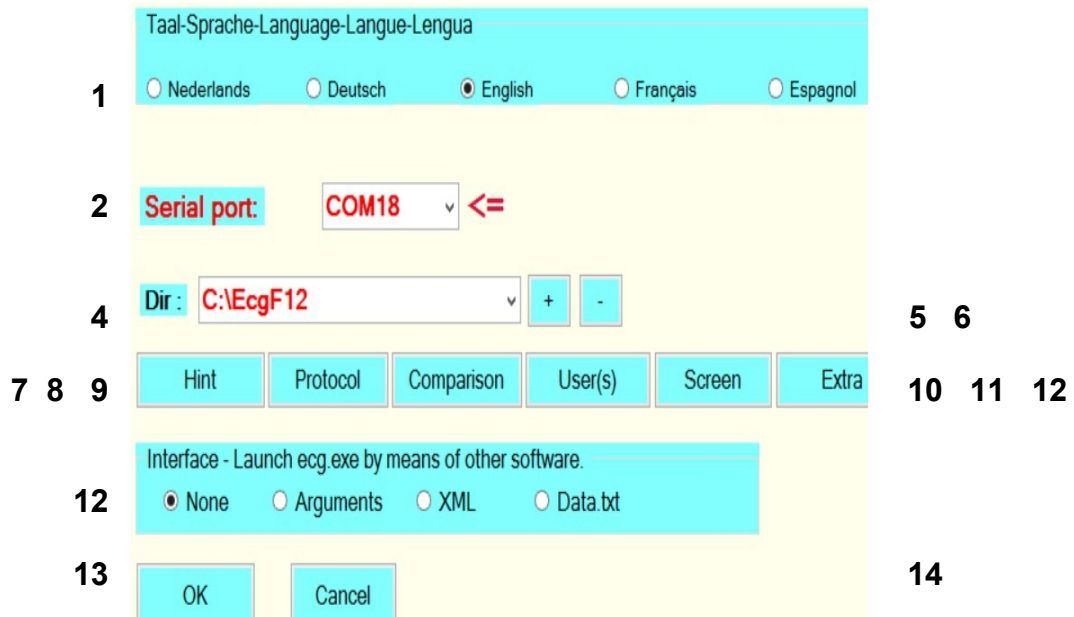 Taal-Sprache-Language-Langue-Lengua
1 Nederlands Deutsch English Français Espagnol
2 Serial port: COM18 <=
4 Dir : C:\EcgF12 + - 5 6
7 8 9 Hint Protocol Comparison User(s) Screen Extra 10 11 12
Interface - Launch ecg.exe by means of other software.
12 None Arguments XML Data.txt
13 OK Cancel 14